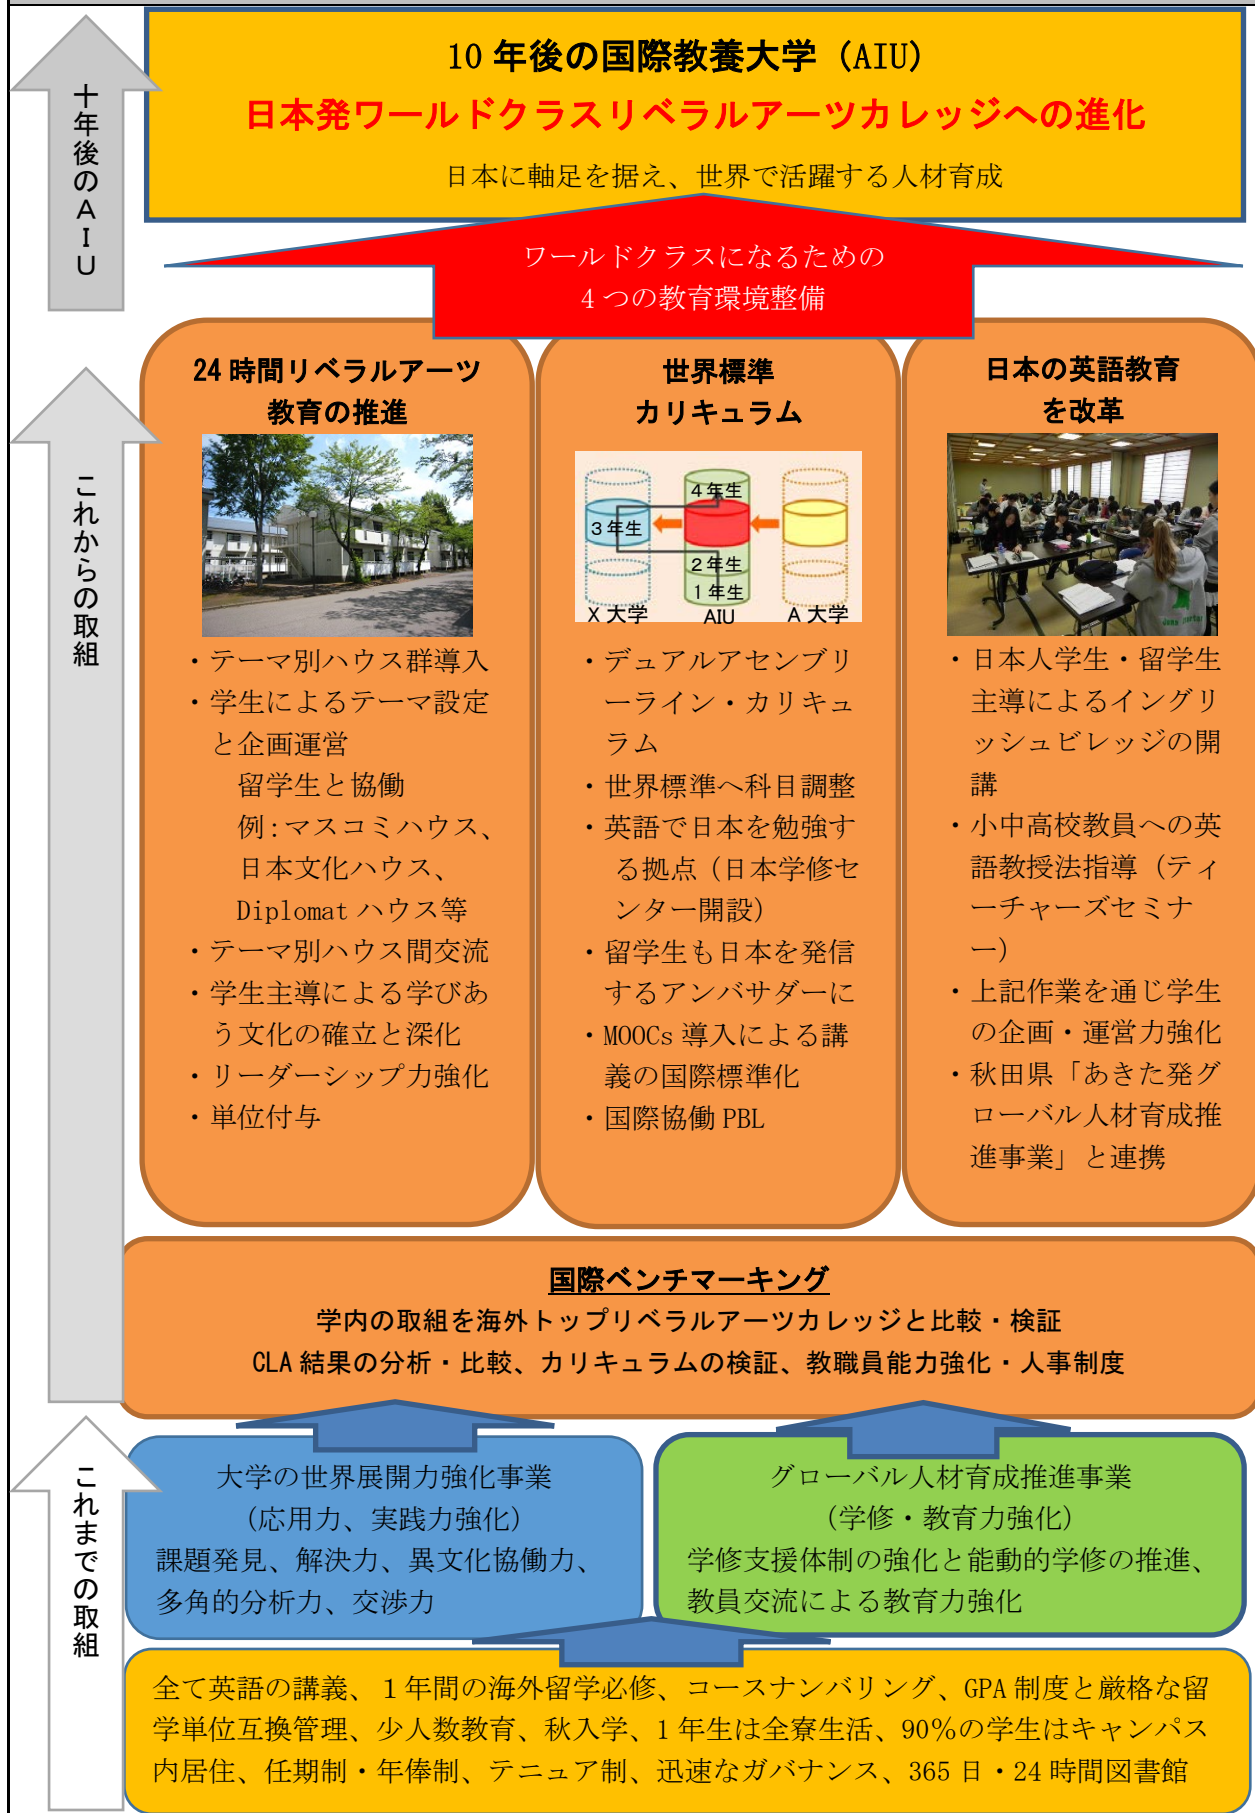 10年後の国際教養大学（AIU）
日本発ワールドクラスリベラルアーツカレッジへの進化
日本に軸足を据え、世界で活躍する人材育成
十年後のAIU
ワールドクラスになるための
4つの教育環境整備
これからの取組
24時間リベラルアーツ
教育の推進
・テーマ別ハウス群導入
・学生によるテーマ設定
と企画運営
留学生と協働
例:マスコミハウス、
日本文化ハウス、
Diplomatハウス等
・テーマ別ハウス間交流
・学生主導による学びあ
う文化の確立と深化
・リーダーシップ力強化
・単位付与
世界標準
カリキュラム
4年生
3年生
2年生
1年生
X大学
AIU
A大学
・デュアルアセンブリ
ーライン・カリキュ
ラム
・世界標準へ科目調整
・英語で日本を勉強す
る拠点（日本学修セ
ンター開設）
・留学生も日本を発信
するアンバサダーに
・MOOCs導入による講
義の国際標準化
・国際協働PBL
日本の英語教育
を改革
・日本人学生・留学生
主導によるイングリ
ッシュビレッジの開
講
・小中高校教員への英
語教授法指導（ティ
ーチャーズセミナ
ー）
・上記作業を通じ学生
の企画・運営力強化
・秋田県「あきた発グ
ローバル人材育成推
進事業」と連携
国際ベンチマーキング
学内の取組を海外トップリベラルアーツカレッジと比較・検証
CLA結果の分析・比較、カリキュラムの検証、教職員能力強化・人事制度
これまでの取組
大学の世界展開力強化事業
（応用力、実践力強化）
課題発見、解決力、異文化協働力、
多角的分析力、交渉力
グローバル人材育成推進事業
（学修・教育力強化）
学修支援体制の強化と能動的学修の推進、
教員交流による教育力強化
全て英語の講義、１年間の海外留学必修、コースナンバリング、GPA制度と厳格な留
学単位互換管理、少人数教育、秋入学、1年生は全寮生活、90％の学生はキャンパス
内居住、任期制・年俸制、テニュア制、迅速なガバナンス、365日・24時間図書館